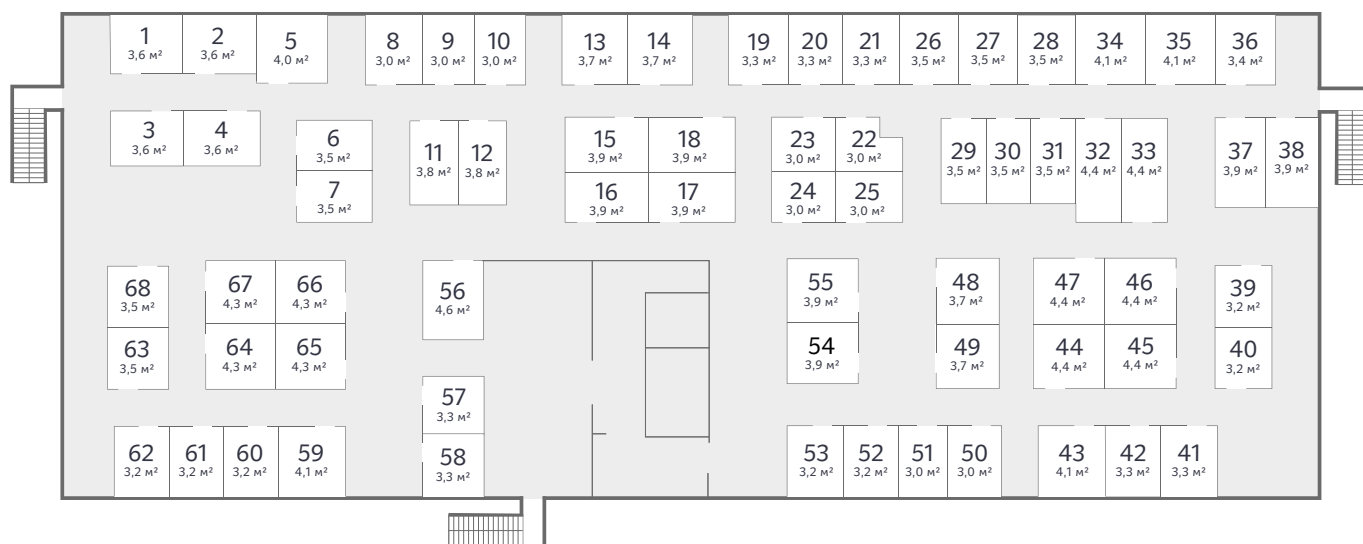 1
3,6 м²
2
3,6 м²
5
4,0 м²
8
3,0 м²
9
3,0 м²
10
3,0 м²
13
3,7 м²
14
3,7 м²
19
3,3 м²
20
3,3 м²
21
3,3 м²
26
3,5 м²
27
3,5 м²
28
3,5 м²
34
4,1 м²
35
4,1 м²
36
3,4 м²
3
3,6 м²
4
3,6 м²
6
3,5 м²
7
3,5 м²
11
3,8 м²
12
3,8 м²
15
3,9 м²
18
3,9 м²
16
3,9 м²
17
3,9 м²
23
3,0 м²
22
3,0 м²
24
3,0 м²
25
3,0 м²
29
3,5 м²
30
3,5 м²
31
3,5 м²
32
4,4 м²
33
4,4 м²
37
3,9 м²
38
3,9 м²
68
3,5 м²
63
3,5 м²
67
4,3 м²
66
4,3 м²
64
4,3 м²
65
4,3 м²
56
4,6 м²
57
3,3 м²
58
3,3 м²
55
3,9 м²
54
3,9 м²
48
3,7 м²
49
3,7 м²
47
4,4 м²
46
4,4 м²
44
4,4 м²
45
4,4 м²
39
3,2 м²
40
3,2 м²
62
3,2 м²
61
3,2 м²
60
3,2 м²
59
4,1 м²
53
3,2 м²
52
3,2 м²
51
3,0 м²
50
3,0 м²
43
4,1 м²
42
3,3 м²
41
3,3 м²